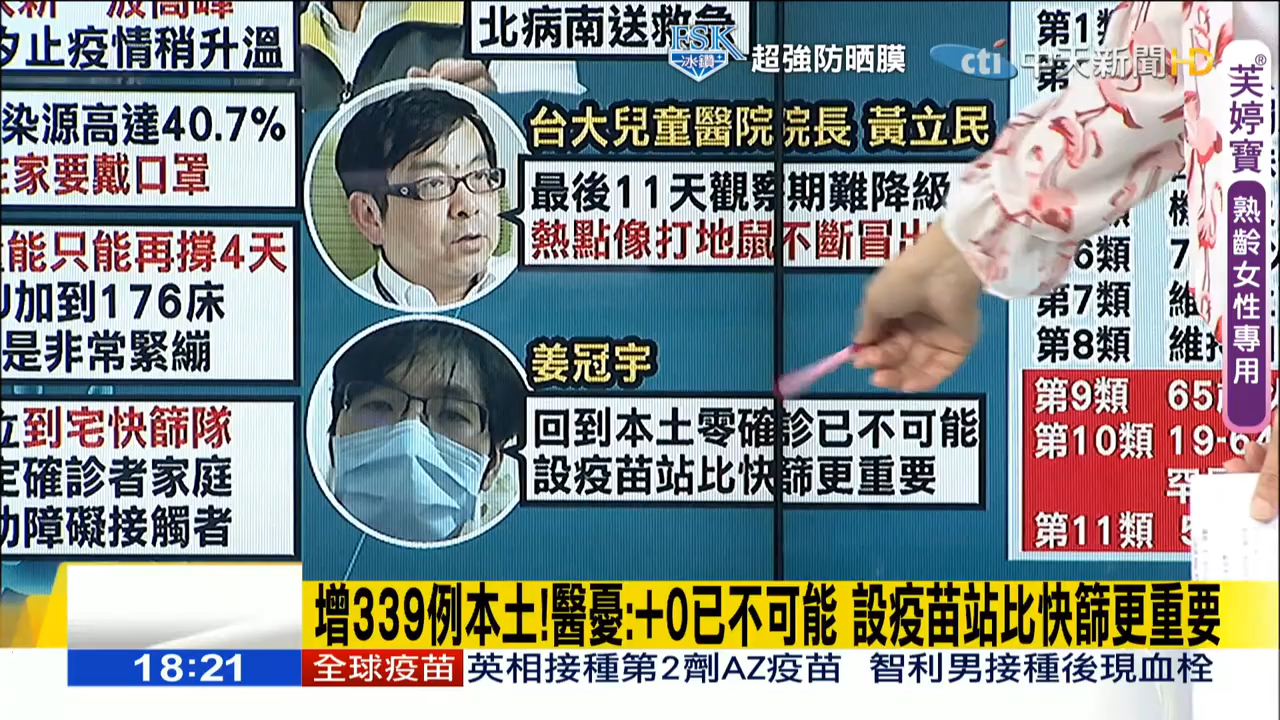 汐止疫情稍升溫
染源高達40.7%
家要戴口罩
能只能再撐4天
加到176床
是非常緊繃
到宅快篩隊
定確診者家庭
障礙接觸者
北病南送救急
FSK
冰鑽
超強防晒膜
cti 中天新聞HD
台大兒童醫院院長 黃立民
最後11天觀察期難降級
熱點像打地鼠不斷冒出
姜冠宇
回到本土零確診已不可能
設疫苗站比快篩更重要
第1類
第
6類
第7類
第8類
第9類 65
第10類 19-64
第11類
芙婷寶®
熟齡女性專用
增339例本土!醫憂:+0已不可能 設疫苗站比快篩更重要
18:21
全球疫苗 英相接種第2劑AZ疫苗 智利男接種後現血栓